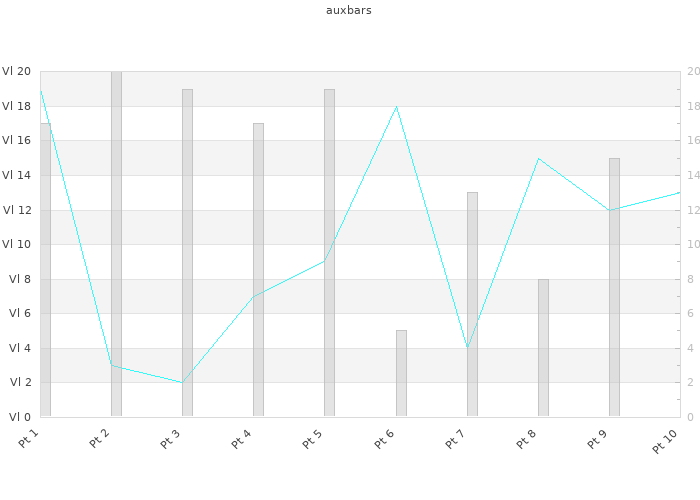 auxbars
Vl 20
Vl 18
Vl 16
Vl 14
Vl 12
Vl 10
Vl 8
Vl 6
Vl 4
Vl 2
Vl 0
20
18
16
14
12
10
8
6
4
2
0
Pt 1
Pt 2
Pt 3
Pt 4
Pt 5
Pt 6
Pt 7
Pt 8
Pt 9
Pt 10